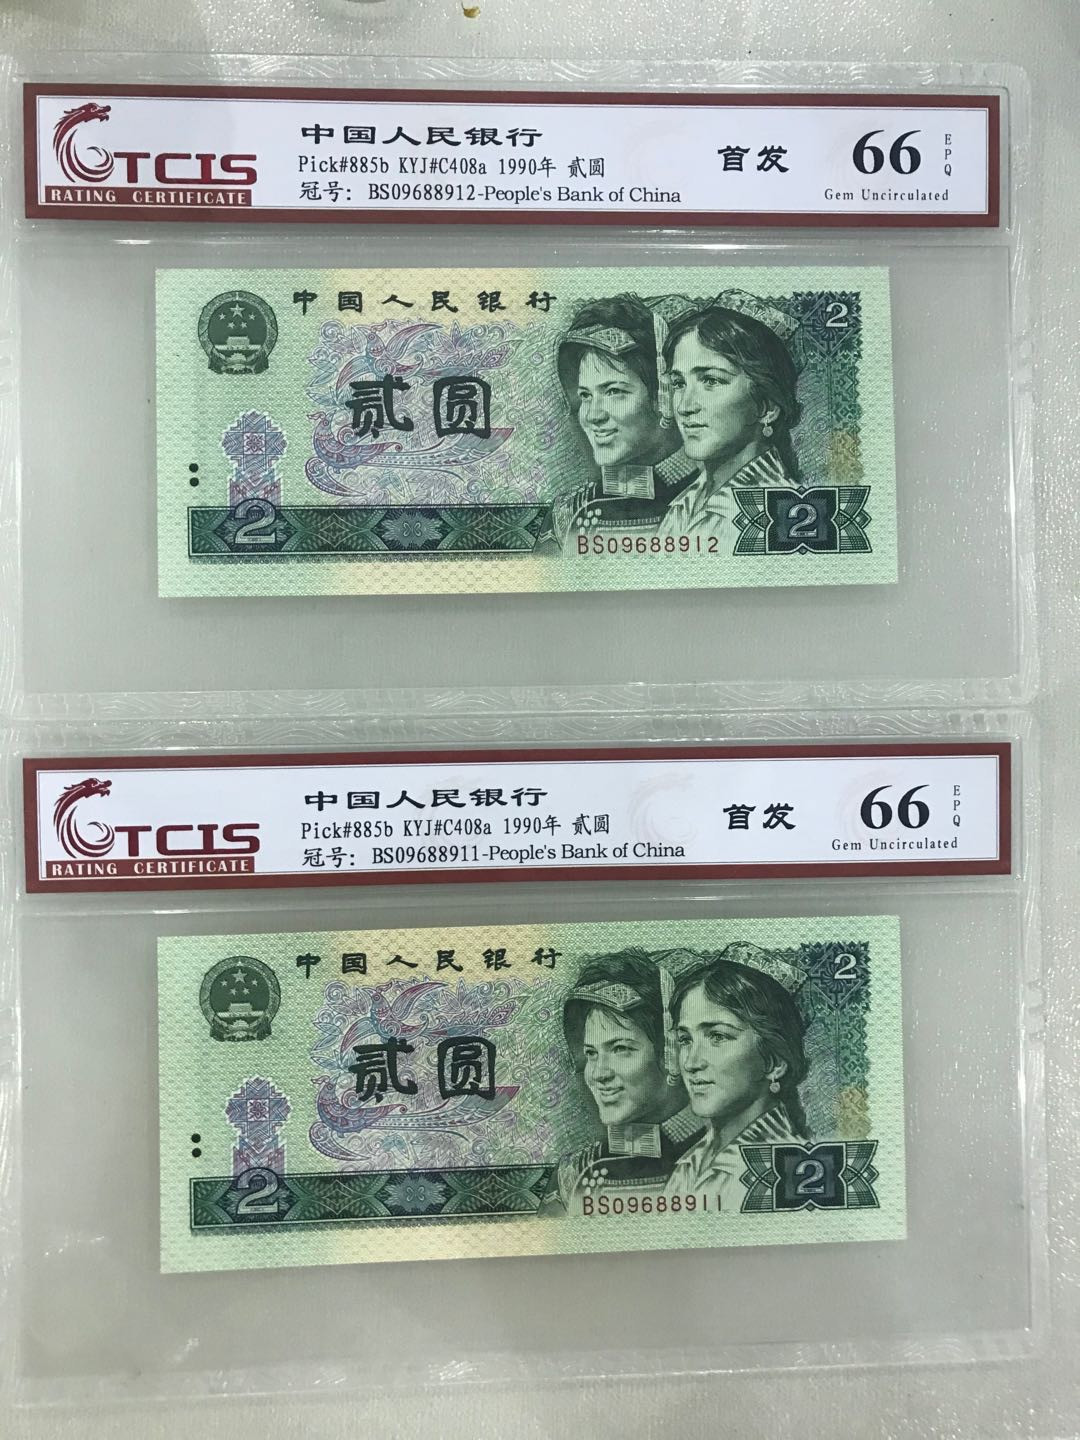 TCIS
RATING CERTIFICATE
中国人民银行
Pick#885b KYJ#C408a 1990年 贰圆
冠号: BS09688912-People's Bank of China
首发
66
EPQ
Gem Uncirculated
中国人民银行
2
贰圆
2
2
BS09688912
TCIS
RATING CERTIFICATE
中国人民银行
Pick#885b KYJ#C408a 1990年 贰圆
冠号: BS09688911-People's Bank of China
首发
66
EPQ
Gem Uncirculated
中国人民银行
2
贰圆
2
2
BS09688911